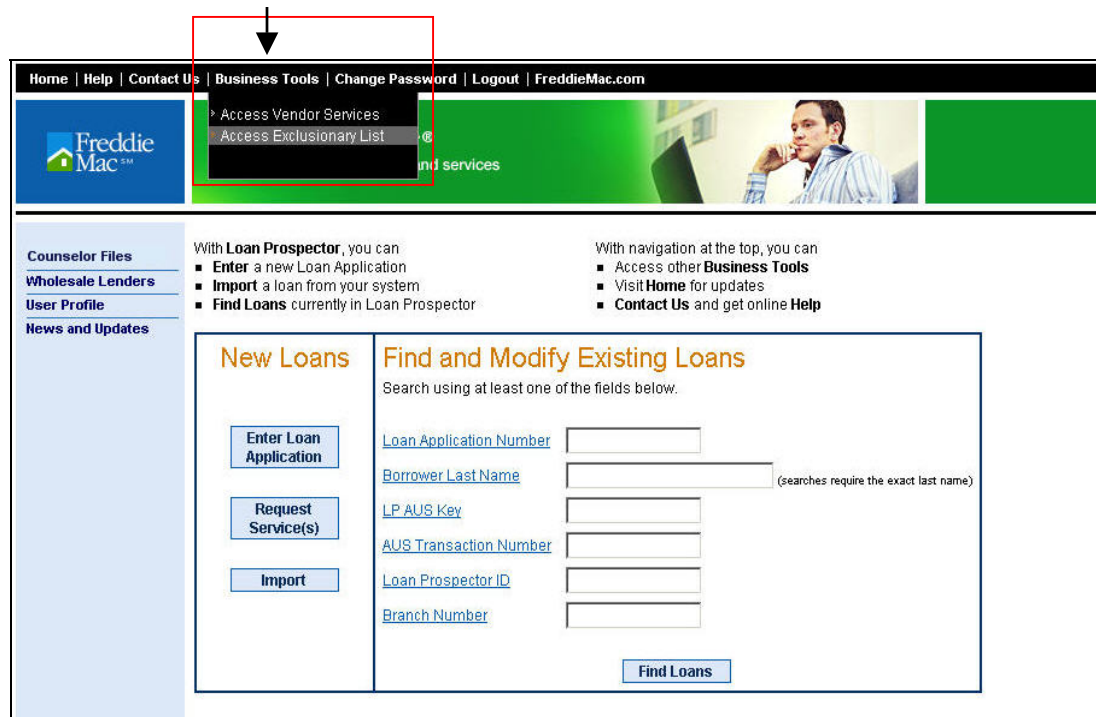 Home | Help | Contact Us | Business Tools | Change Password | Logout | FreddieMac.com
Access Vendor Services
Access Exclusionary List
®
and services
Freddie
Mac SM
Counselor Files
Wholesale Lenders
User Profile
News and Updates
With Loan Prospector, you can
Enter a new Loan Application
Import a loan from your system
Find Loans currently in Loan Prospector
With navigation at the top, you can
Access other Business Tools
Visit Home for updates
Contact Us and get online Help
New Loans
Enter Loan
Application
Request
Service(s)
Import
Find and Modify Existing Loans
Search using at least one of the fields below.
Loan Application Number
Borrower Last Name (searches require the exact last name)
LP AUS Key
AUS Transaction Number
Loan Prospector ID
Branch Number
Find Loans